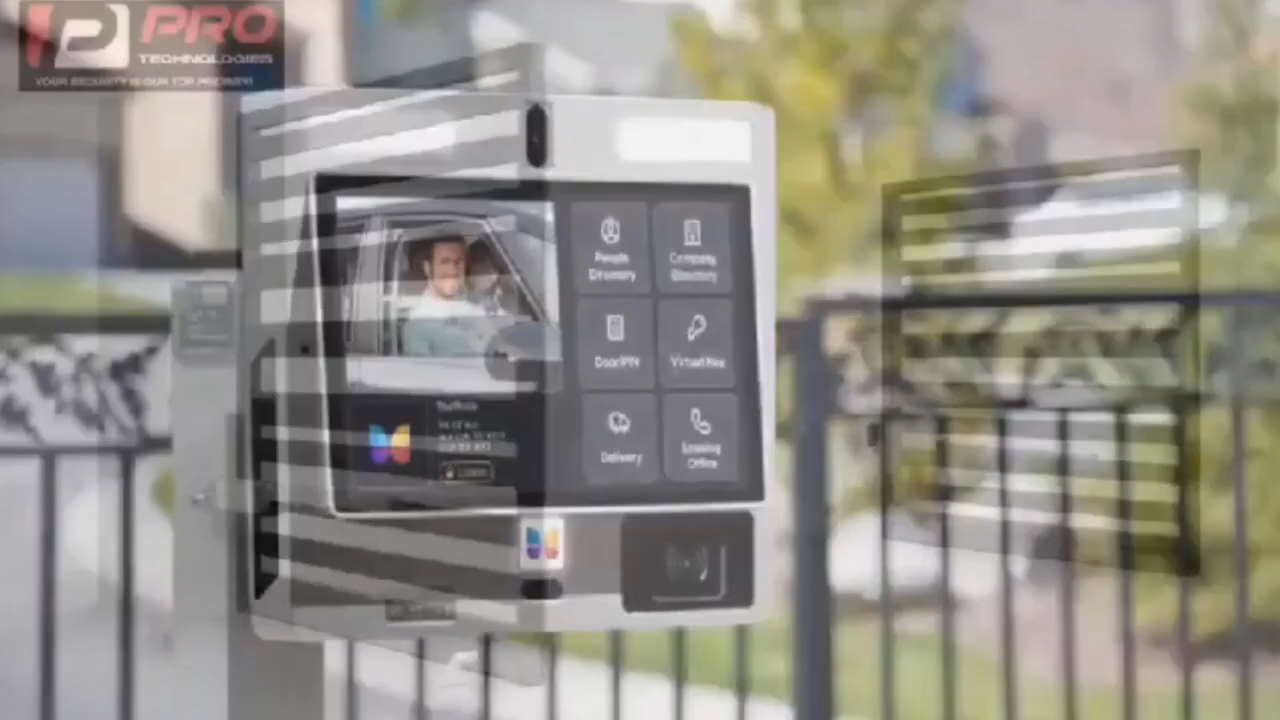 PRO
TECHNOLOGIES
YOUR SECURITY IS OUR TOP PRIORITY
People
Directory
Company
Directory
Door PIN
Virtual Key
Delivery
Leasing
Office